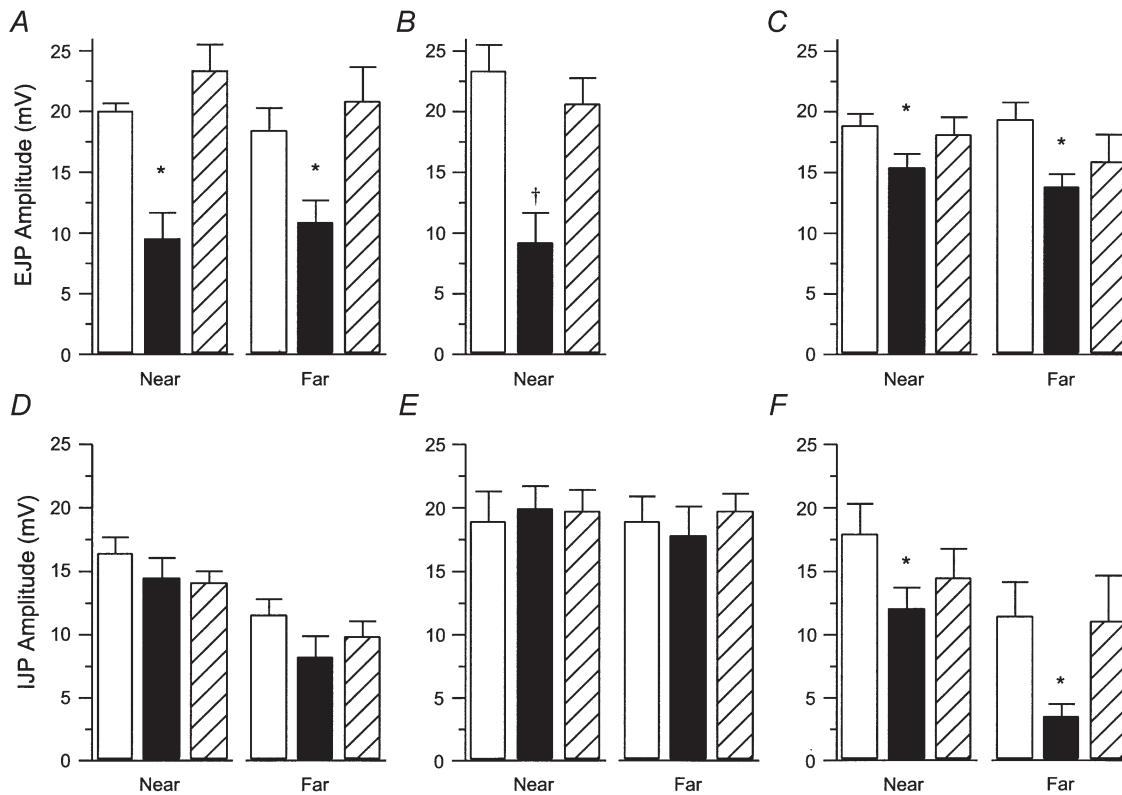 A B C
EJP Amplitude (mV)
25 25 25
20 20 20
15 * * 15 † 15 * *
10 10 10
5 5 5
0 0 0
Near Far Near Near Far
D E F
IJP Amplitude (mV)
25 25 25
20 20 20
15 15 15 *
10 10 10
5 5 5 *
0 0 0
Near Far Near Far Near Far